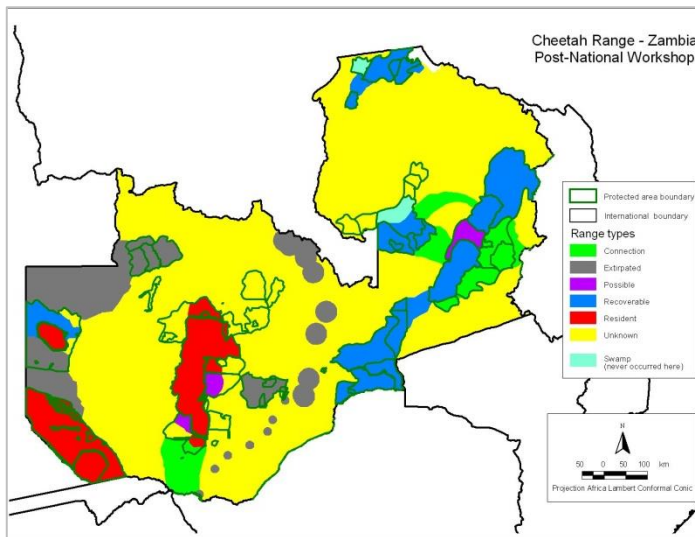 Cheetah Range - Zambia
Post-National Workshop
Protected area boundary
International boundary
Range types
Connection
Extirpated
Possible
Recoverable
Resident
Unknown
Swamp
(never occurred here)
N
50 0 50 100 km
Projection Africa Lambert Conformal Conic